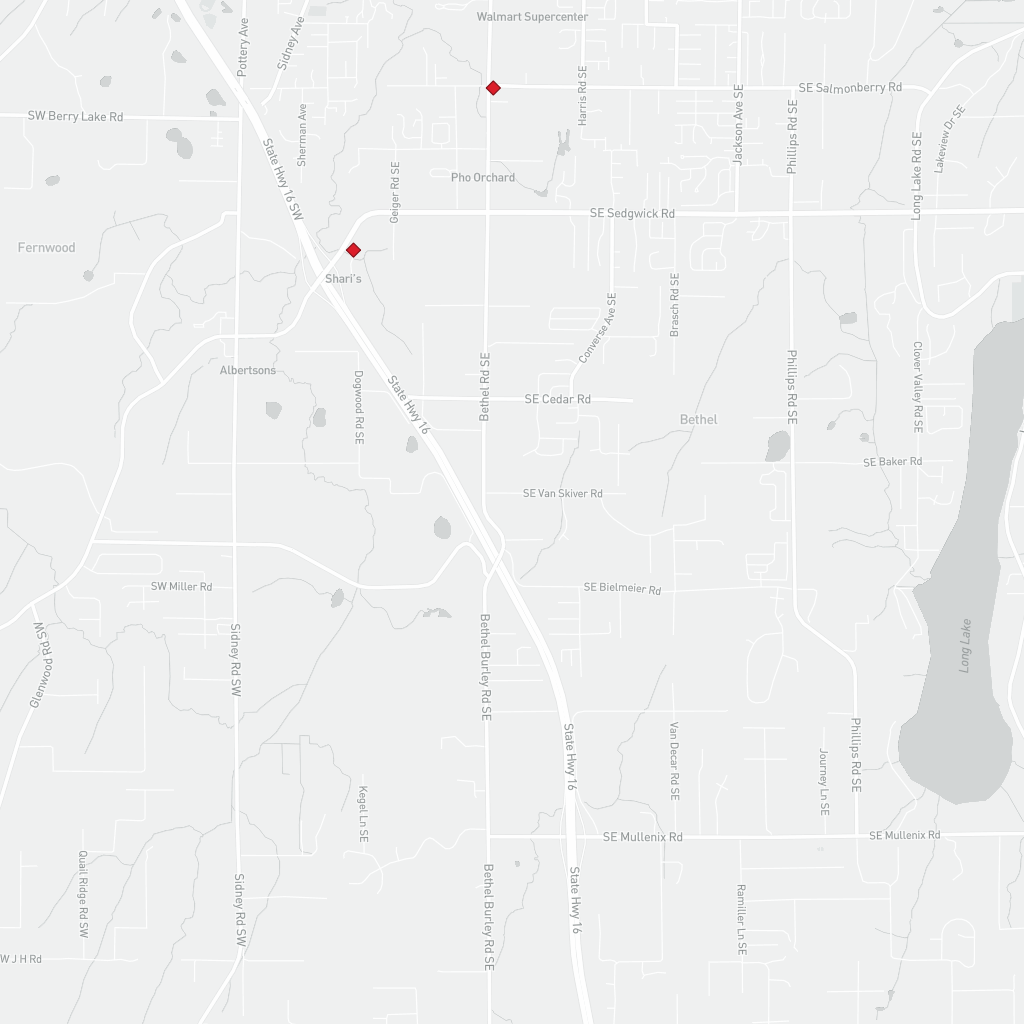 Walmart Supercenter
Pottery Ave
Sidney Ave
Harris Rd SE
SE Salmonberry Rd
Jackson Ave SE
Phillips Rd SE
SW Berry Lake Rd
Sherman Ave
State Hwy 16 SW
Lakeview Dr SE
Long Lake Rd SE
Pho Orchard
Geiger Rd SE
SE Sedgwick Rd
Fernwood
Shari's
Brasch Rd SE
Converse Ave SE
Albertsons
Dogwood Rd SE
State Hwy 16
Bethel Rd SE
SE Cedar Rd
Phillips Rd SE
Clover Valley Rd SE
Bethel
SE Baker Rd
SE Van Skiver Rd
SW Miller Rd
SE Bielmeier Rd
Long Lake
Glenwood Rd SW
Sidney Rd SW
Bethel Burley Rd SE
State Hwy 16
Van Decar Rd SE
Journey Ln SE
Phillips Rd SE
Kegel Ln SE
SE Mullenix Rd
SE Mullenix Rd
Quail Ridge Rd SW
Sidney Rd SW
Bethel Burley Rd SE
State Hwy 16
Ramiller Ln SE
W J H Rd